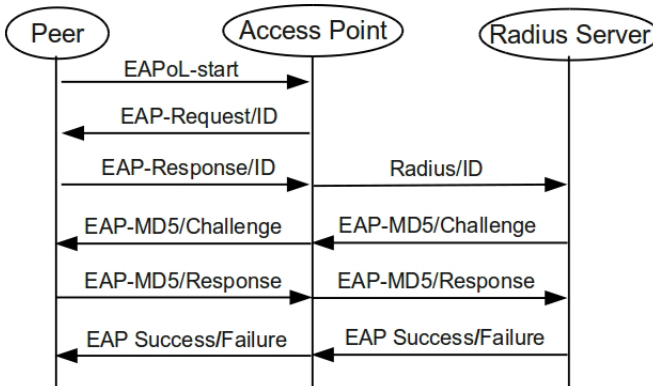 Peer
Access Point
Radius Server
EAPoL-start
EAP-Request/ID
EAP-Response/ID
Radius/ID
EAP-MD5/Challenge
EAP-MD5/Challenge
EAP-MD5/Response
EAP-MD5/Response
EAP Success/Failure
EAP Success/Failure